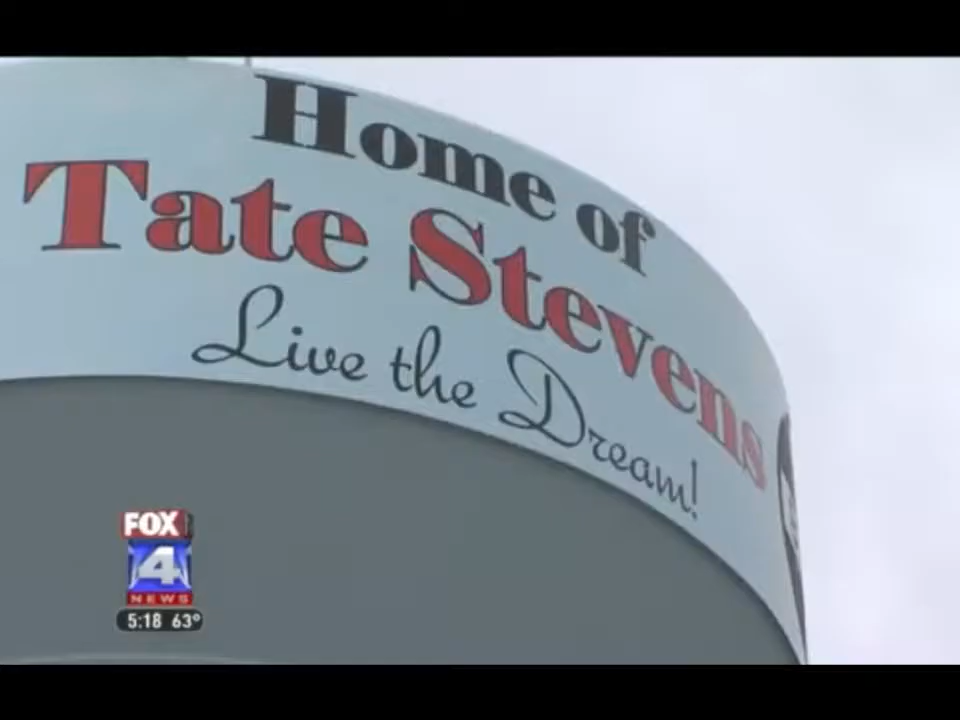 Home of
Tate Stevens
Live the Dream!
FOX
4
NEWS
5:18 63°